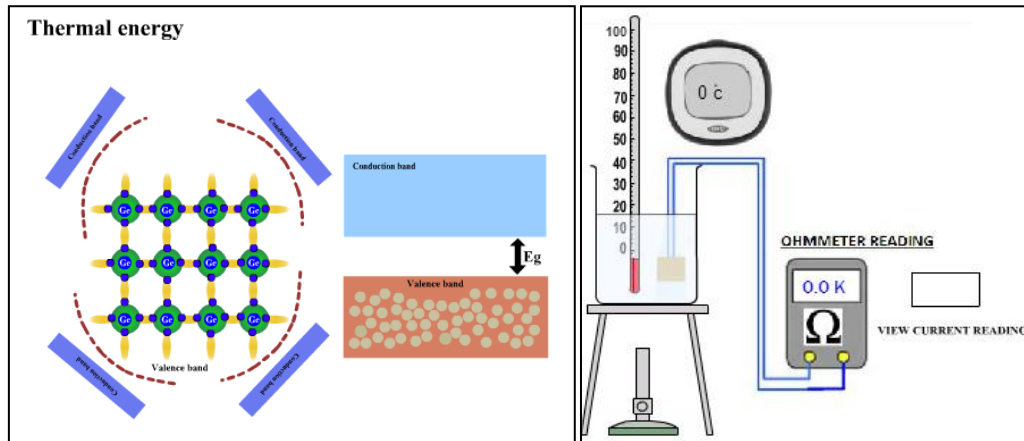 Thermal energy
Conduction band
Conduction band
Ge Ge Ge Ge
Ge Ge Ge Ge
Ge Ge Ge Ge
Conduction band
Valence band
Conduction band
Conduction band
Eg
Valence band
100
90
80
70
60
50
40
30
20
10
0
0 c
OHMMETER READING
0.0 K
Ω
VIEW CURRENT READING